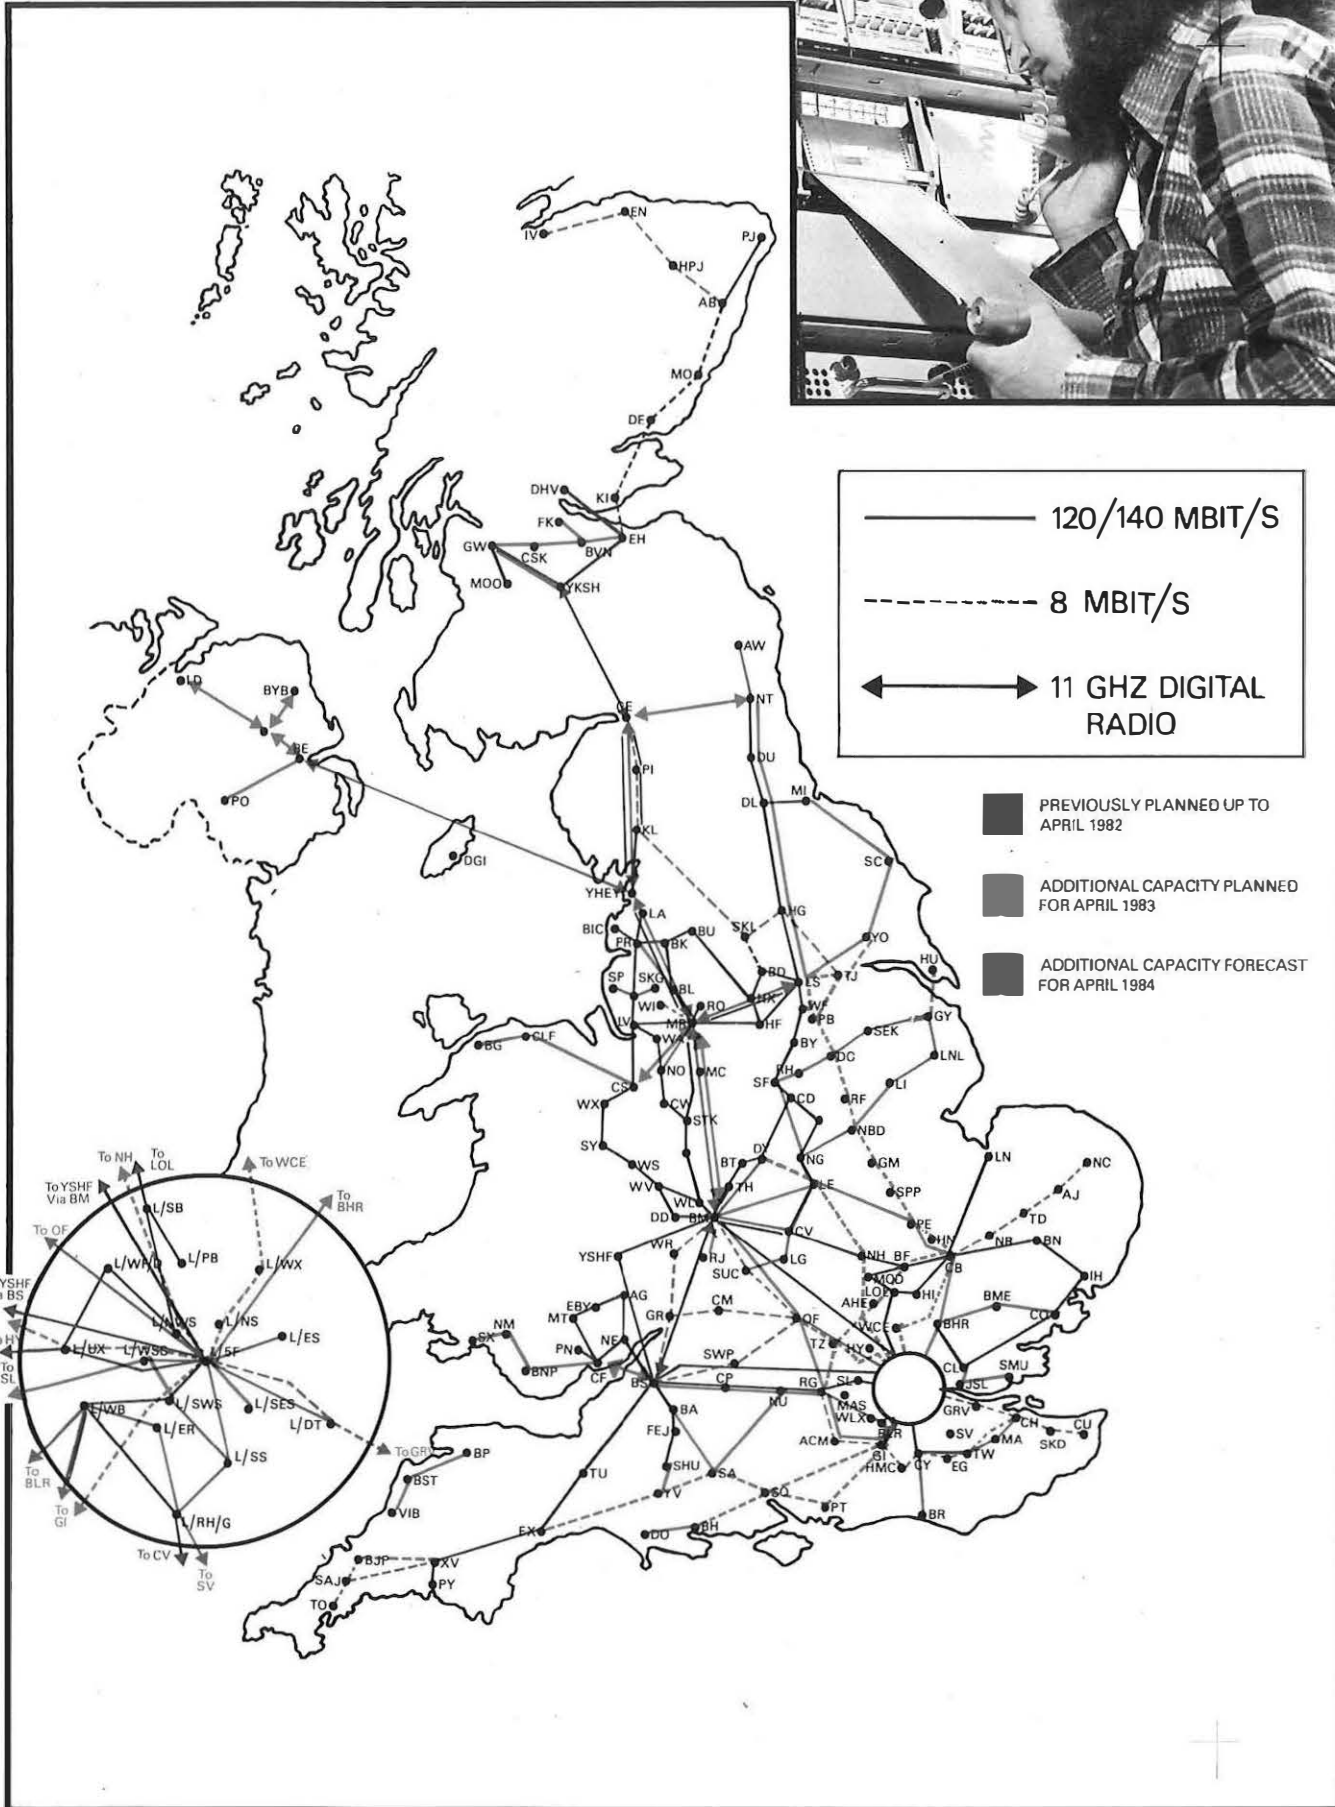 EN
IV
PJ
HPJ
AB
MO
DE
DHV
KI
FK
EH
GW
CSK
BVN
MOO
YKSH
120/140 MBIT/S
8 MBIT/S
11 GHZ DIGITAL
RADIO
PREVIOUSLY PLANNED UP TO
APRIL 1982
ADDITIONAL CAPACITY PLANNED
FOR APRIL 1983
ADDITIONAL CAPACITY FORECAST
FOR APRIL 1984
AW
LD
BYB
NT
CE
BE
DU
PI
PO
DL
MI
KL
DGI
SC
YHEY
LA
HG
BIC
PR
BK
BU
SKL
YO
HU
SP
SKG
BL
BD
LS
TJ
WI
RO
HX
WF
PB
GY
LV
MR
HF
SEK
WA
BY
BG
CLF
DC
LNL
NO
MC
RH
SF
LI
CS
CD
RF
WX
CW
STK
NBD
SY
WS
BT
DY
NG
GM
LN
NC
WV
TH
LE
SPP
AJ
WL
DD
BM
CV
PE
TD
HN
NR
BN
WR
YSHF
RJ
LG
SUC
NH
BF
CB
MOD
IH
LOL
HI
AG
EBY
MT
GR
CM
OF
AHE
BME
CO
WCE
BHR
NM
SX
NE
PN
TZ
HY
BNP
CF
SWP
BS
CP
RG
SL
CL
SMU
JSL
NU
MAS
WLX
GRV
CH
BA
BLR
SV
CU
FEJ
ACM
GI
MA
SKD
HMC
CY
TW
EG
BP
SHU
SA
TU
BST
YV
SO
PT
BR
VIB
EX
DO
BH
BJP
XV
SAJ
PY
TO
To NH
To
LOL
To WCE
To YSHF
Via BM
To
BHR
L/SB
To OF
L/PB
L/WX
YSHF
BS
L/NWS
L/NS
L/ES
L/UX
L/WSS
L/SF
To
SL
L/WB
L/SWS
L/SES
L/ER
L/DT
To GRV
L/SS
To
BLR
To
GI
L/RH/G
To CV
To
SV